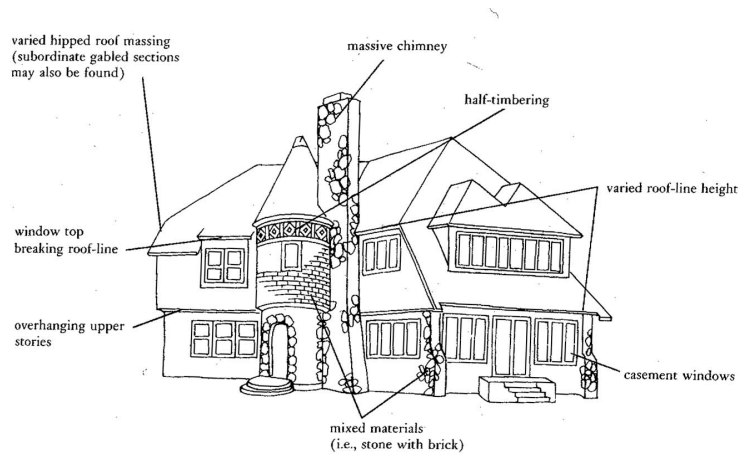 varied hipped roof massing
(subordinate gabled sections
may also be found)
massive chimney
half-timbering
varied roof-line height
window top
breaking roof-line
overhanging upper
stories
casement windows
mixed materials
(i.e., stone with brick)